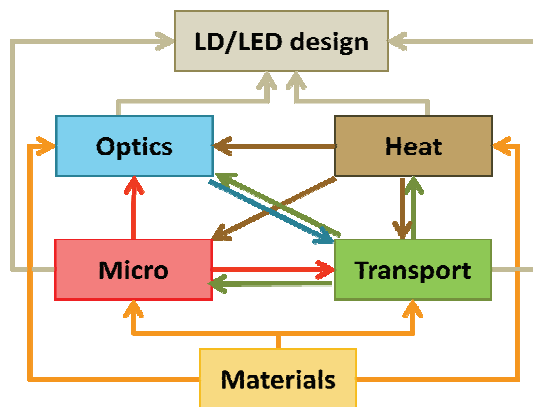 LD/LED design
Optics
Heat
Micro
Transport
Materials